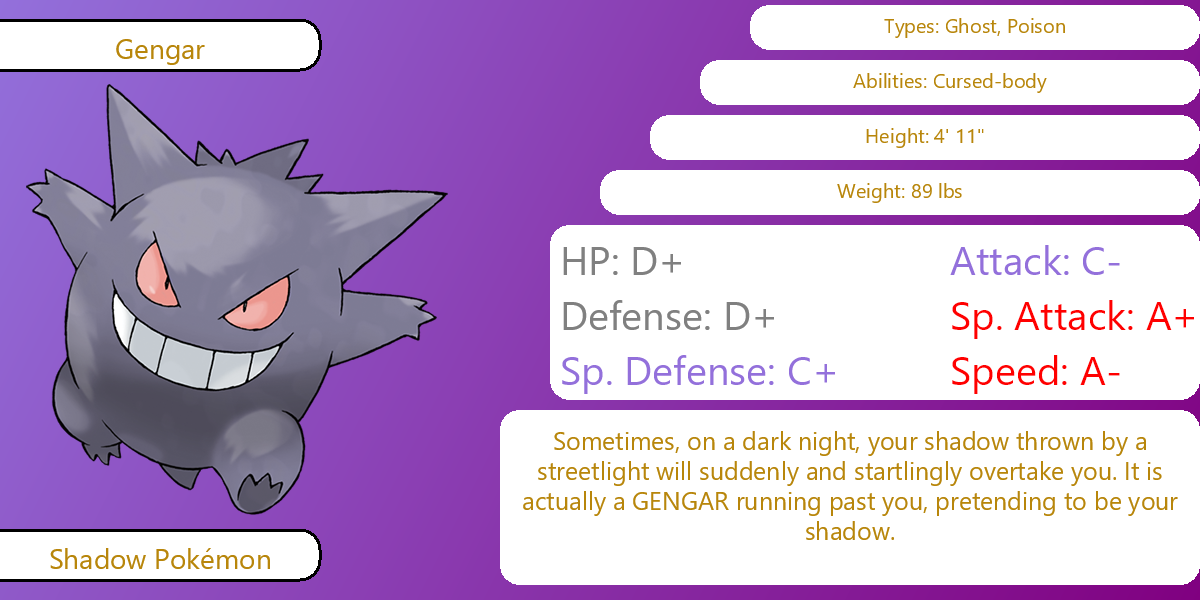 Gengar
Types: Ghost, Poison
Abilities: Cursed-body
Height: 4' 11"
Weight: 89 lbs
HP: D+ Attack: C-
Defense: D+ Sp. Attack: A+
Sp. Defense: C+ Speed: A-
Sometimes, on a dark night, your shadow thrown by a
streetlight will suddenly and startlingly overtake you. It is
actually a GENGAR running past you, pretending to be your
shadow.
Shadow Pokémon